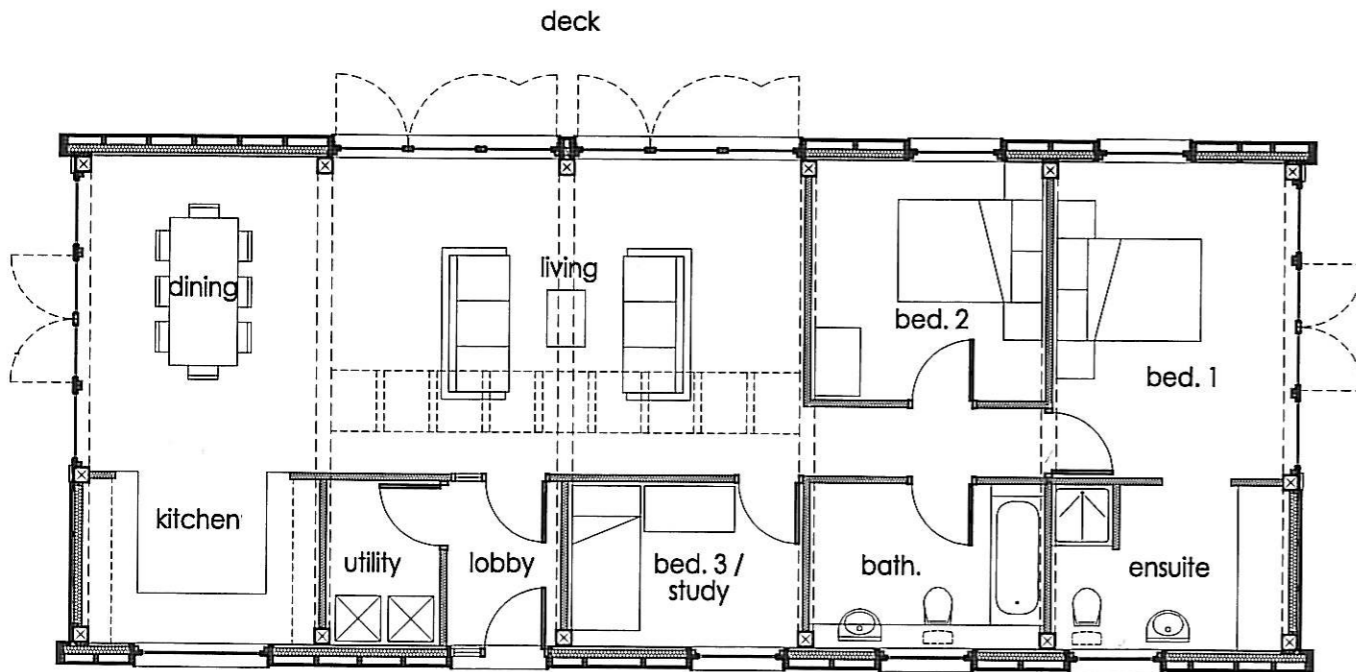 deck
dining
living
bed. 2
bed. 1
kitchen
utility
lobby
bed. 3 /
study
bath.
ensuite